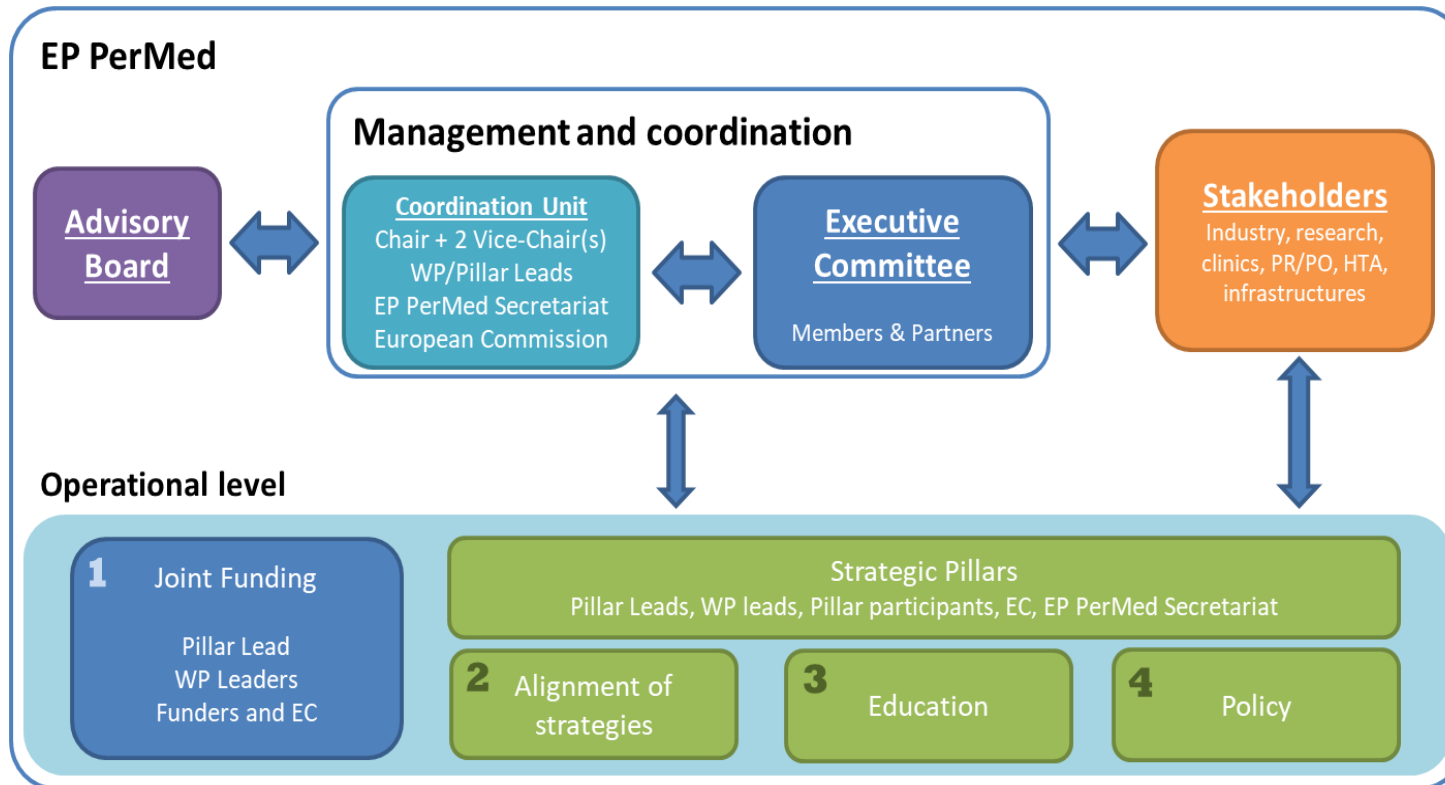 EP PerMed
Management and coordination
Advisory
Board
Coordination Unit
Chair + 2 Vice-Chair(s)
WP/Pillar Leads
EP PerMed Secretariat
European Commission
Executive
Committee
Members & Partners
Stakeholders
Industry, research,
clinics, PR/PO, HTA,
infrastructures
Operational level
1
Joint Funding
Pillar Lead
WP Leaders
Funders and EC
Strategic Pillars
Pillar Leads, WP leads, Pillar participants, EC, EP PerMed Secretariat
2
Alignment of
strategies
3
Education
4
Policy